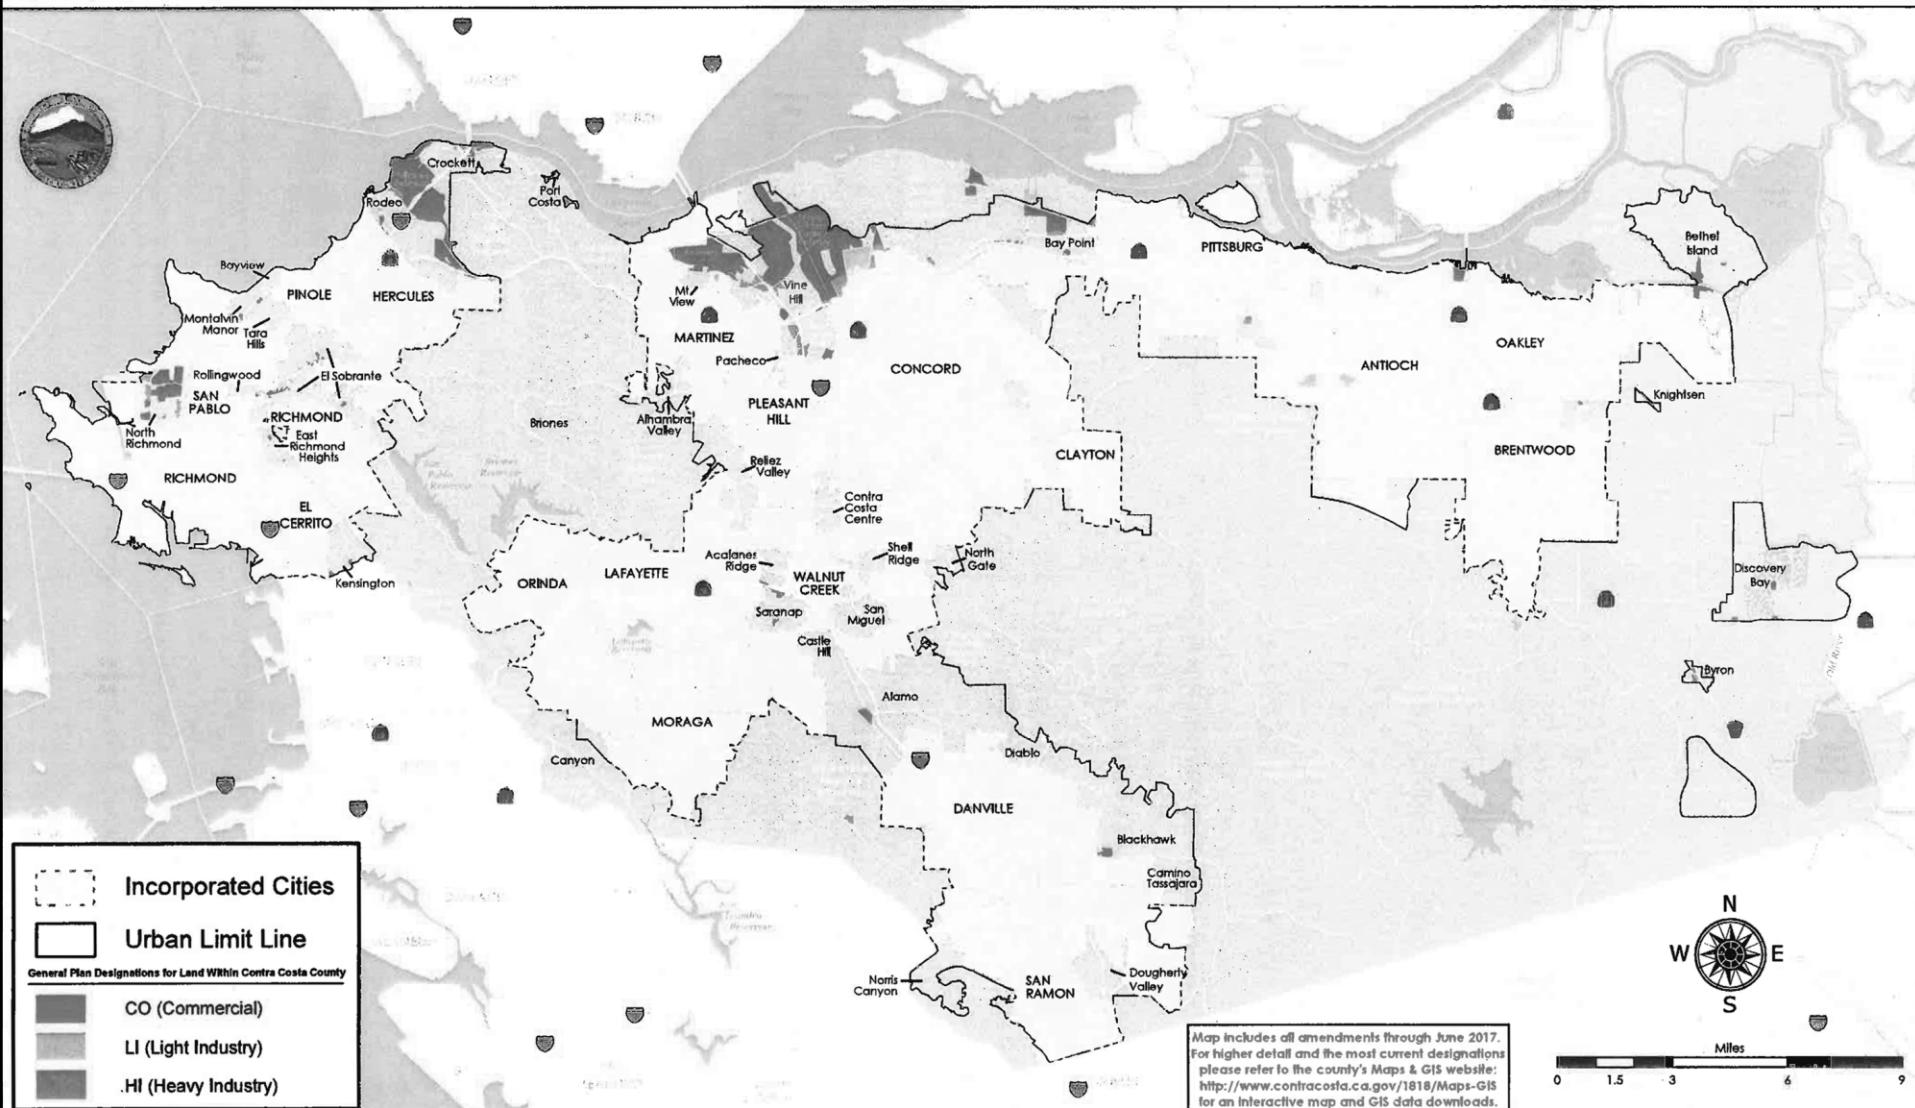 Crockett
Port
Costa
Rodeo
Bayview
PINOLE
HERCULES
Montalvin
Manor
Tara
Hills
Rollingwood
El Sobrante
SAN
PABLO
RICHMOND
North
Richmond
East
Richmond
Heights
RICHMOND
EL
CERRITO
Kensington
Briones
Mt
View
Vine
Hill
MARTINEZ
Pacheco
CONCORD
PLEASANT
HILL
Alhambra
Valley
Reliez
Valley
CLAYTON
Contra
Costa
Centre
Acalanes
Ridge
Shell
Ridge
North
Gate
ORINDA
LAFAYETTE
WALNUT
CREEK
Saranap
San
Miguel
Castle
Hill
Alamo
MORAGA
Canyon
Diablo
DANVILLE
Blackhawk
Camino
Tassajara
Norris
Canyon
SAN
RAMON
Dougherty
Valley
Bay Point
PITTSBURG
Bethel
Island
ANTIOCH
OAKLEY
Knightsen
BRENTWOOD
Discovery
Bay
Old River
Byron
Incorporated Cities
Urban Limit Line
General Plan Designations for Land Within Contra Costa County
CO (Commercial)
LI (Light Industry)
HI (Heavy Industry)
Map includes all amendments through June 2017.
For higher detail and the most current designations
please refer to the county's Maps & GIS website:
http://www.contracosta.ca.gov/1818/Maps-GIS
for an interactive map and GIS data downloads.
N
W E
S
Miles
0 1.5 3 6 9